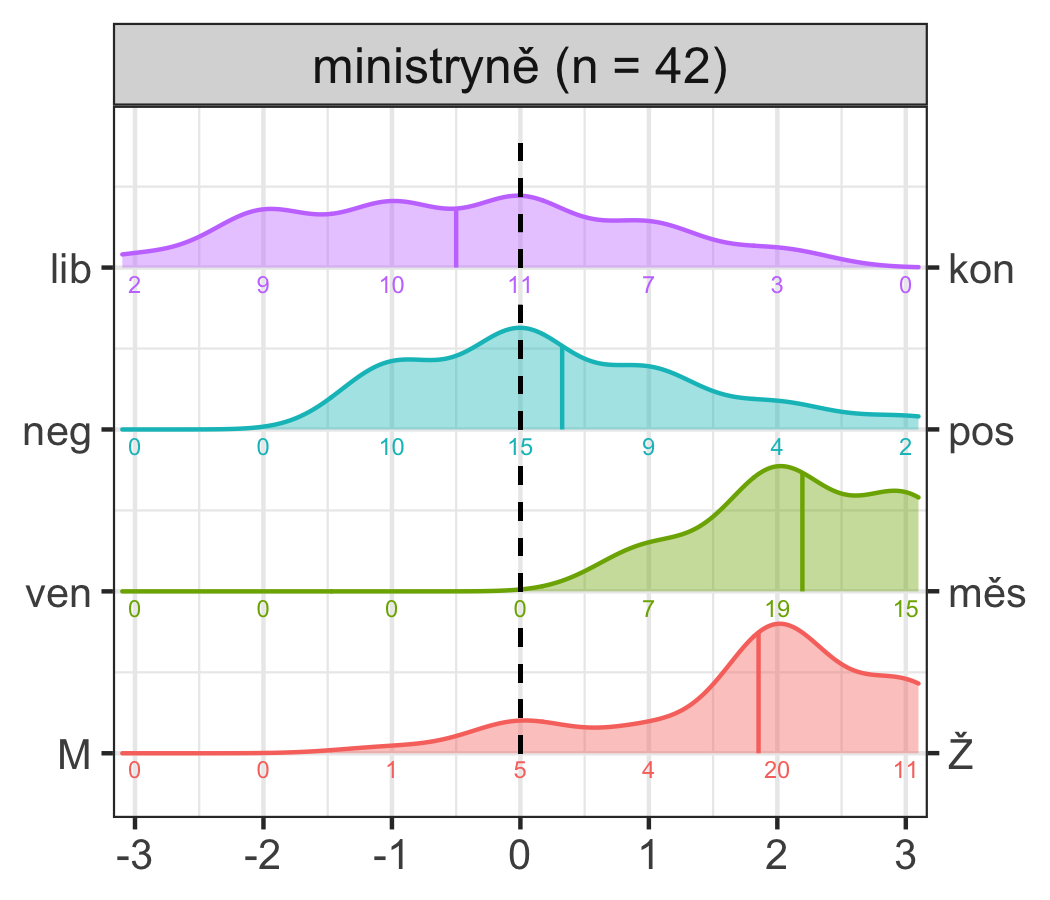 ministryně (n = 42)
lib kon
2 9 10 11 7 3 0
neg pos
0 0 10 15 9 4 2
ven měs
0 0 0 0 7 19 15
M Ž
0 0 1 5 4 20 11
-3 -2 -1 0 1 2 3